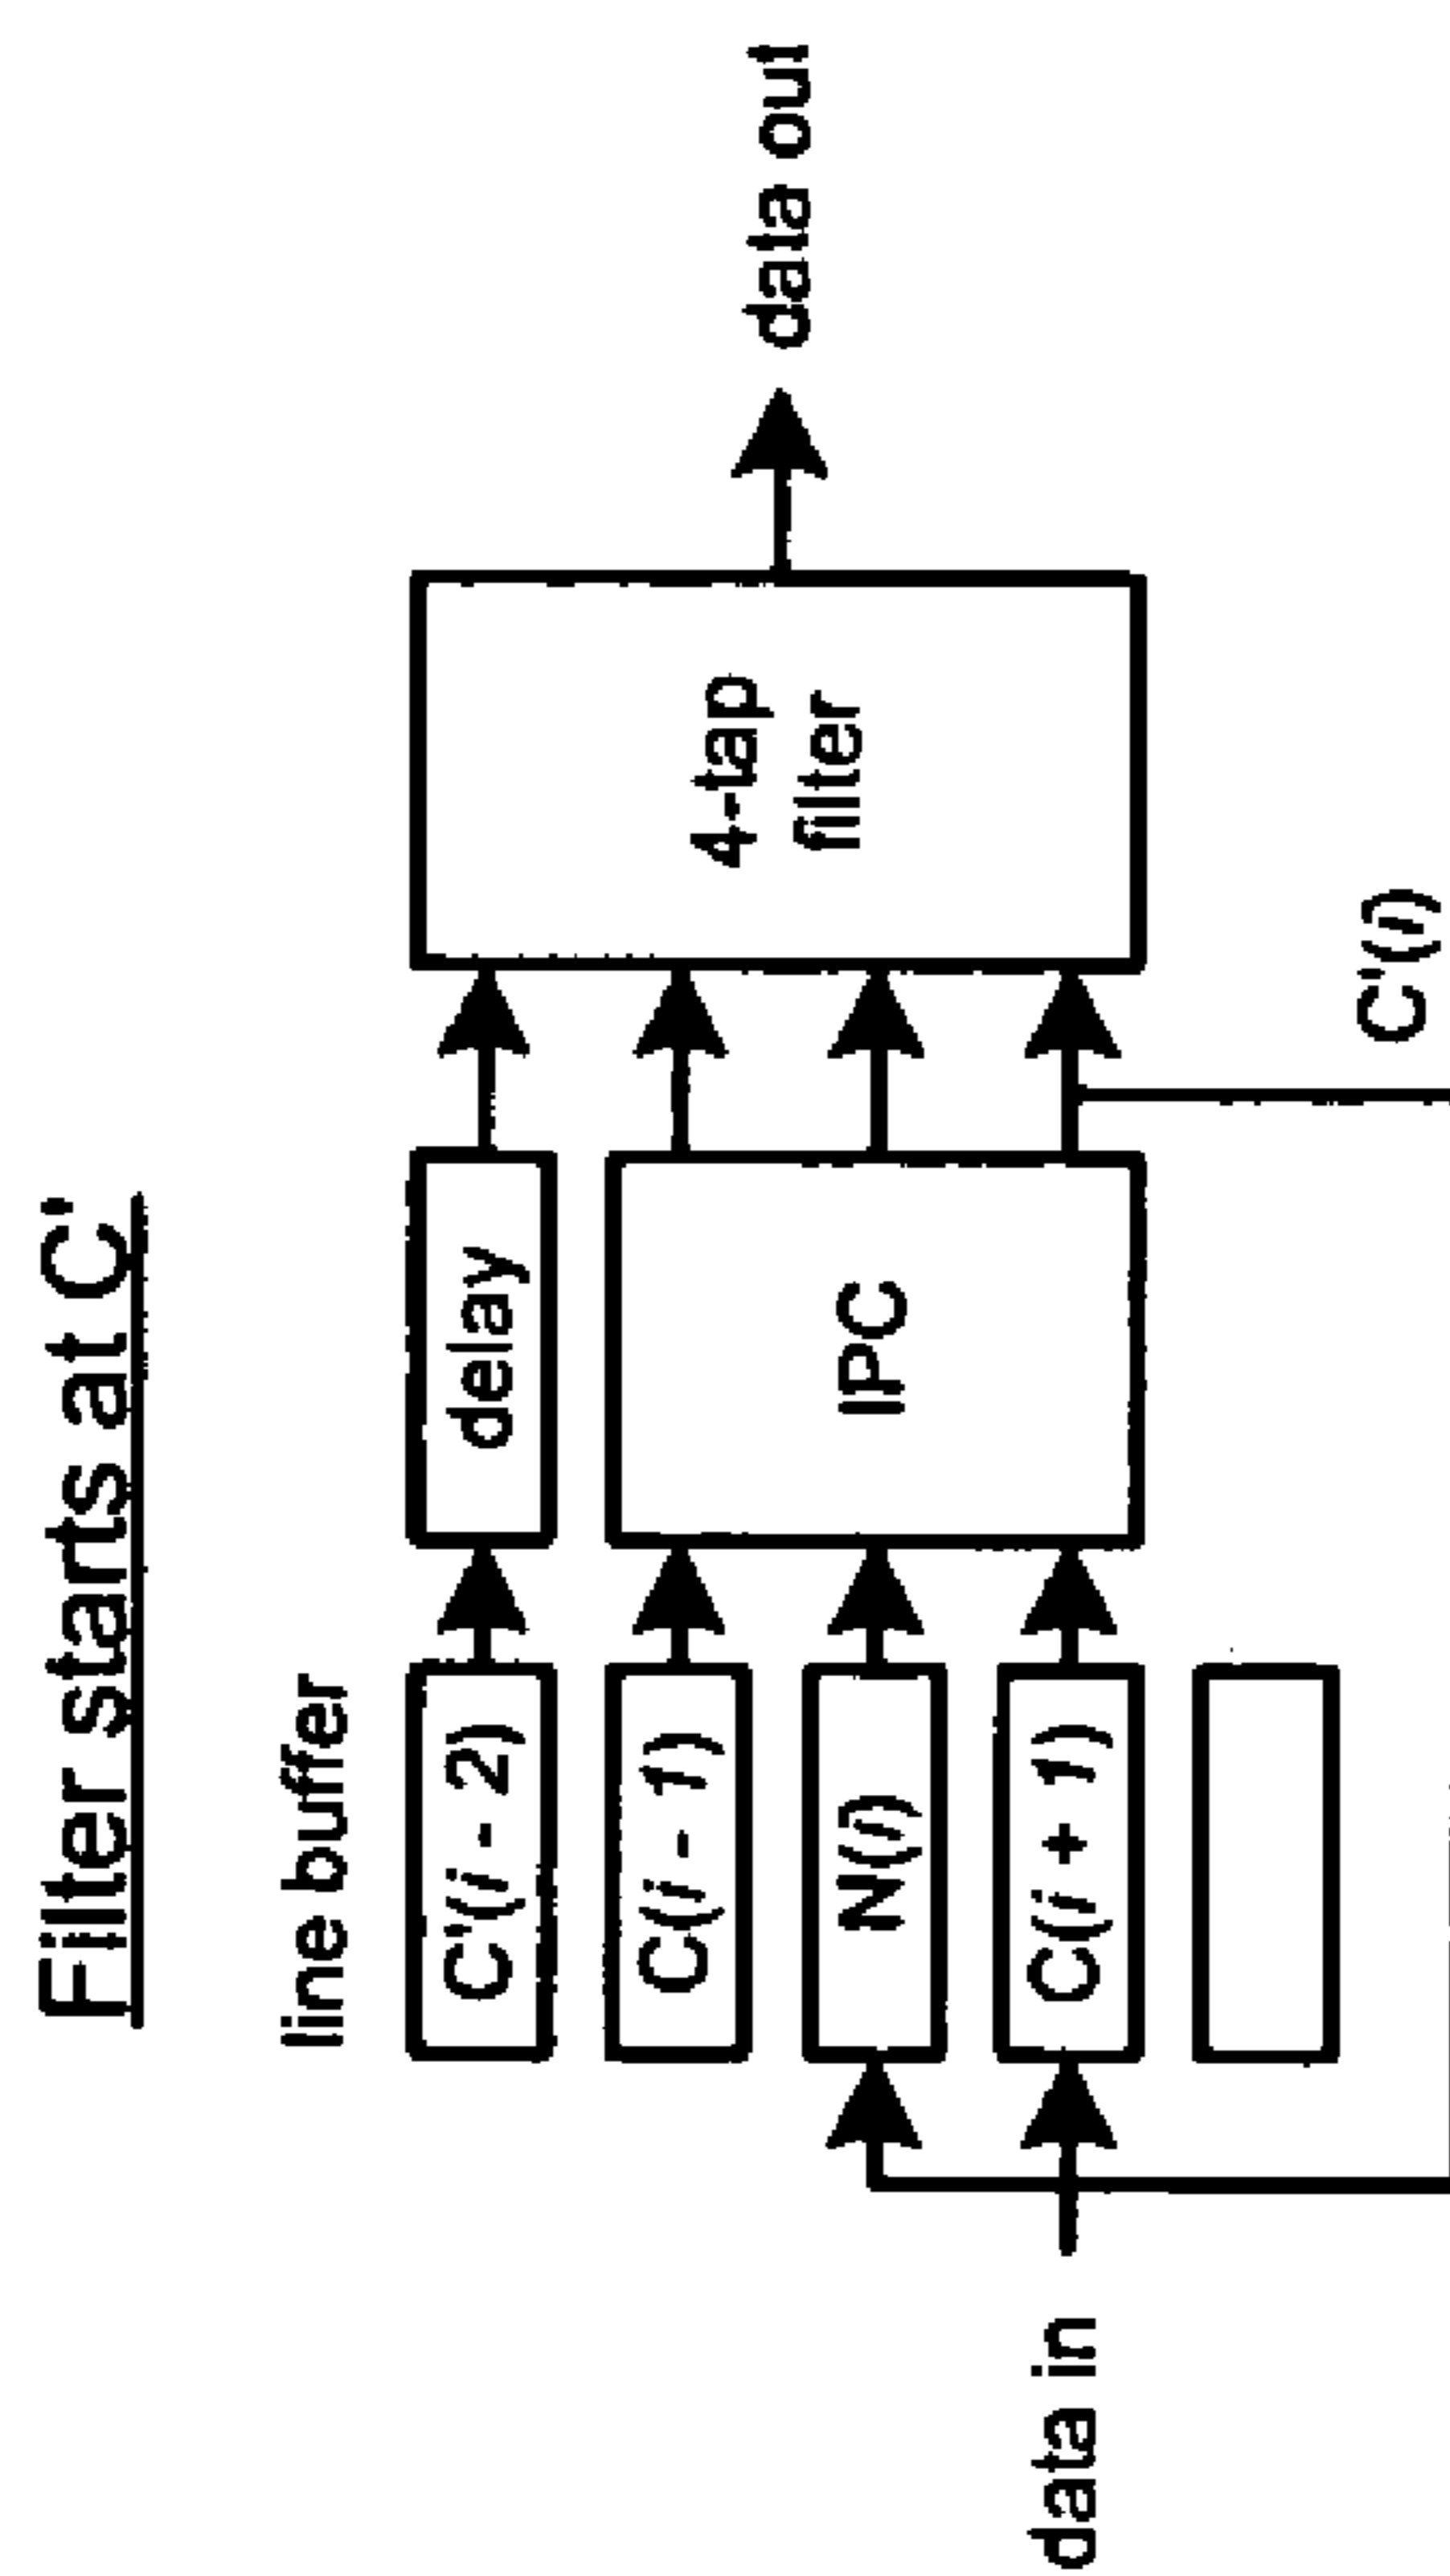 Filter starts at C'
line buffer
C'(i - 2)
delay
C(i - 1)
N(i)
IPC
4-tap
filter
data out
data in
C(i + 1)
C'(i)